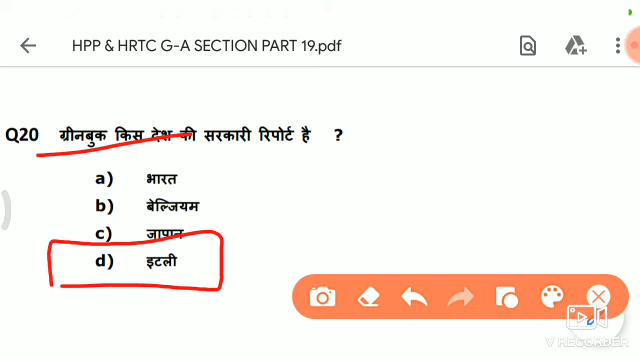 HPP & HRTC G-A SECTION PART 19.pdf
Q20 ग्रीनबुक किस देश की सरकारी रिपोर्ट है ?
a) भारत
b) बेल्जियम
c) जापान
d) इटली
V RECORDER